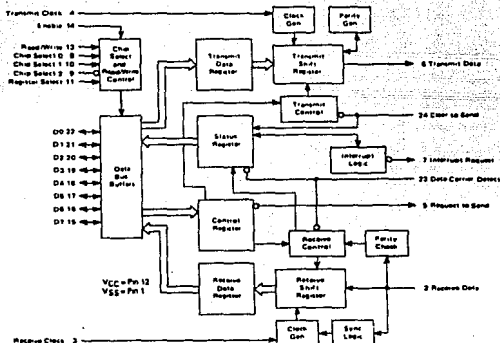 Transmit Clock 4
Clock Gen
Parity Gen
Enable 14
Read/Write 13
Chip Select 0 8
Chip Select 1 10
Chip Select 2 9
Register Select 11
Chip Select and Read/Write Control
Transmit Data Register
Transmit Shift Register
6 Transmit Data
Transmit Control
24 Clear to Send
D0 22
D1 21
D2 20
D3 19
D4 18
D5 17
D6 16
D7 15
Data Bus Buffers
Status Register
Interrupt Logic
7 Interrupt Request
23 Data Carrier Detect
5 Request to Send
Control Register
Receive Control
Parity Check
VCC = Pin 12
VSS = Pin 1
Receive Data Register
Receive Shift Register
2 Receive Data
Receive Clock 3
Clock Gen
Sync Logic